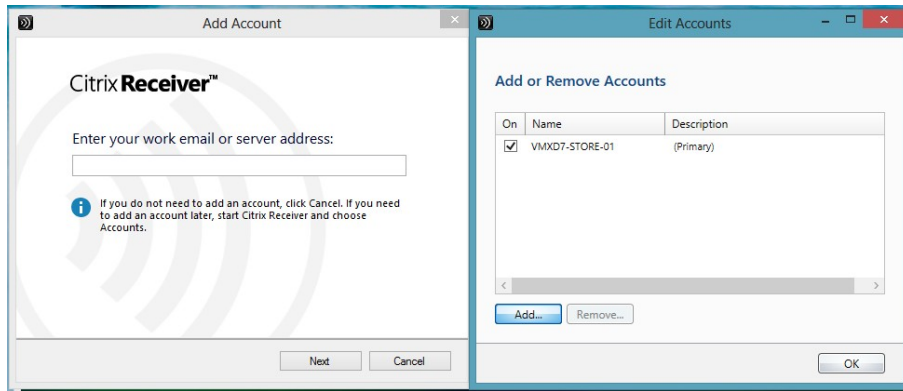 Add Account
Citrix Receiver™
Enter your work email or server address:
If you do not need to add an account, click Cancel. If you need
to add an account later, start Citrix Receiver and choose
Accounts.
Next Cancel
Edit Accounts
Add or Remove Accounts
On Name Description
VMXD7-STORE-01 (Primary)
Add... Remove...
OK